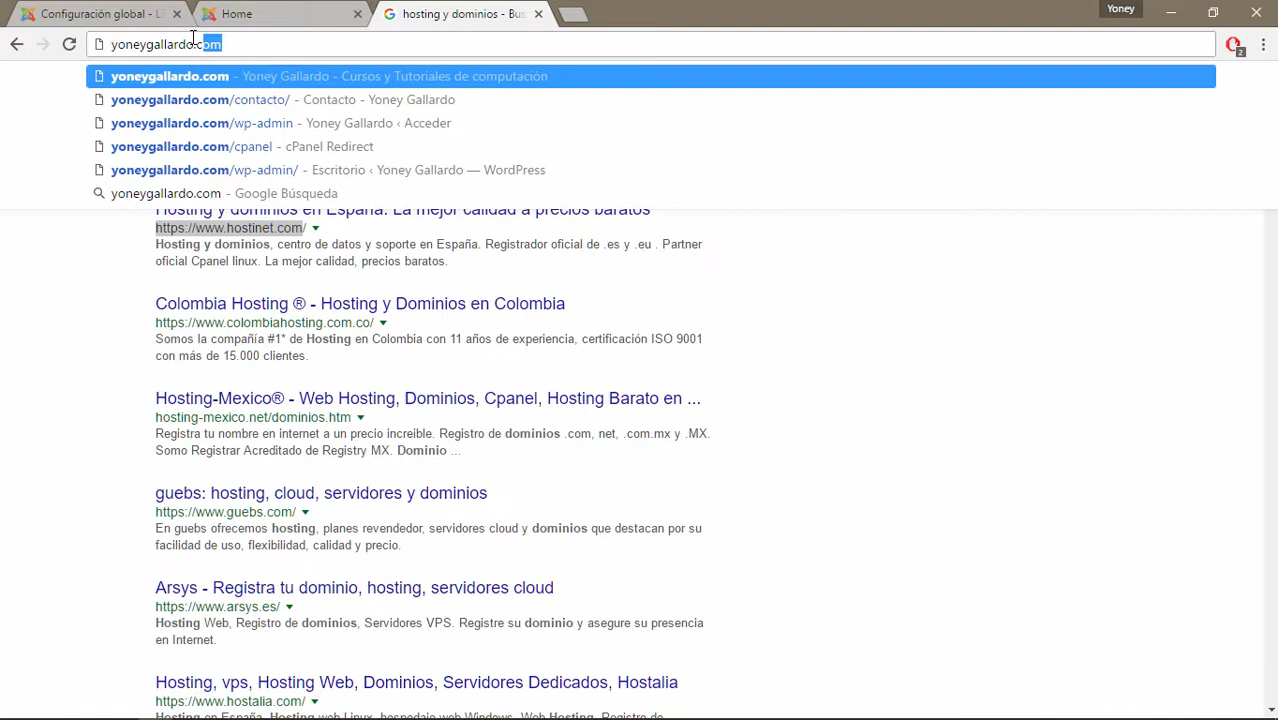 Configuración global - Li
Home
hosting y dominios - Bus
Yoney
yoneygallardo.com
2
yoneygallardo.com - Yoney Gallardo - Cursos y Tutoriales de computación
yoneygallardo.com/contacto/ - Contacto - Yoney Gallardo
yoneygallardo.com/wp-admin - Yoney Gallardo ‹ Acceder
yoneygallardo.com/cpanel - cPanel Redirect
yoneygallardo.com/wp-admin/ - Escritorio ‹ Yoney Gallardo — WordPress
yoneygallardo.com - Google Búsqueda
Hosting y dominios en España. La mejor calidad a precios baratos
https://www.hostinet.com/
Hosting y dominios, centro de datos y soporte en España. Registrador oficial de .es y .eu . Partner
oficial Cpanel linux. La mejor calidad, precios baratos.
Colombia Hosting ® - Hosting y Dominios en Colombia
https://www.colombiahosting.com.co/
Somos la compañía #1* de Hosting en Colombia con 11 años de experiencia, certificación ISO 9001
con más de 15.000 clientes.
Hosting-Mexico® - Web Hosting, Dominios, Cpanel, Hosting Barato en ...
hosting-mexico.net/dominios.htm
Registra tu nombre en internet a un precio increible. Registro de dominios .com, net, .com.mx y .MX.
Somo Registrar Acreditado de Registry MX. Dominio ...
guebs: hosting, cloud, servidores y dominios
https://www.guebs.com/
En guebs ofrecemos hosting, planes revendedor, servidores cloud y dominios que destacan por su
facilidad de uso, flexibilidad, calidad y precio.
Arsys - Registra tu dominio, hosting, servidores cloud
https://www.arsys.es/
Hosting Web, Registro de dominios, Servidores VPS. Registre su dominio y asegure su presencia
en Internet.
Hosting, vps, Hosting Web, Dominios, Servidores Dedicados, Hostalia
https://www.hostalia.com/
Hosting en España, Hosting web Linux, hospedaje web Windows, Web Hosting, Registro de